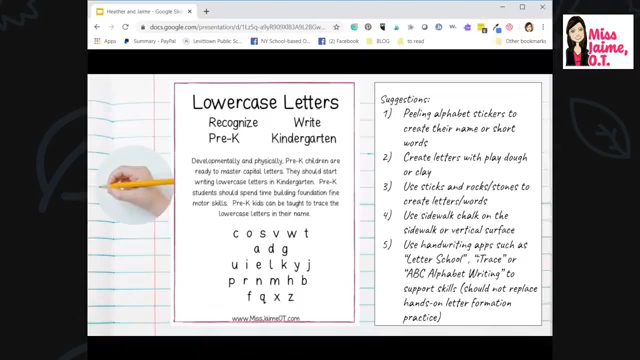 Heather and Jaime - Google Slid
docs.google.com/presentation/d/
Apps
Summary - PayPal
Levittown Public Sc
NY School-based O
(2) Facebook
BLOG
to read
Other bookmarks
Miss
Jaime,
O.T.
Lowercase Letters
Recognize Write
Pre-K Kindergarten
Developmentally and physically, Pre-K children are
ready to master capital letters. They should start
writing lowercase letters in Kindergarten. Pre-K
students should spend time building foundation fine
motor skills. Pre-K kids can be taught to trace the
lowercase letters in their name.
c o s v w t
a d g
u i e l k y j
p r n m h b
f q x z
www.MissJaimeOT.com
Suggestions:
1) Peeling alphabet stickers to
create their name or short
words
2) Create letters with play dough
or clay
3) Use sticks and rocks/stones to
create letters/words
4) Use sidewalk chalk on the
sidewalk or vertical surface
5) Use handwriting apps such as
"Letter School", "iTrace" or
"ABC Alphabet Writing" to
support skills (should not replace
hands-on letter formation
practice)